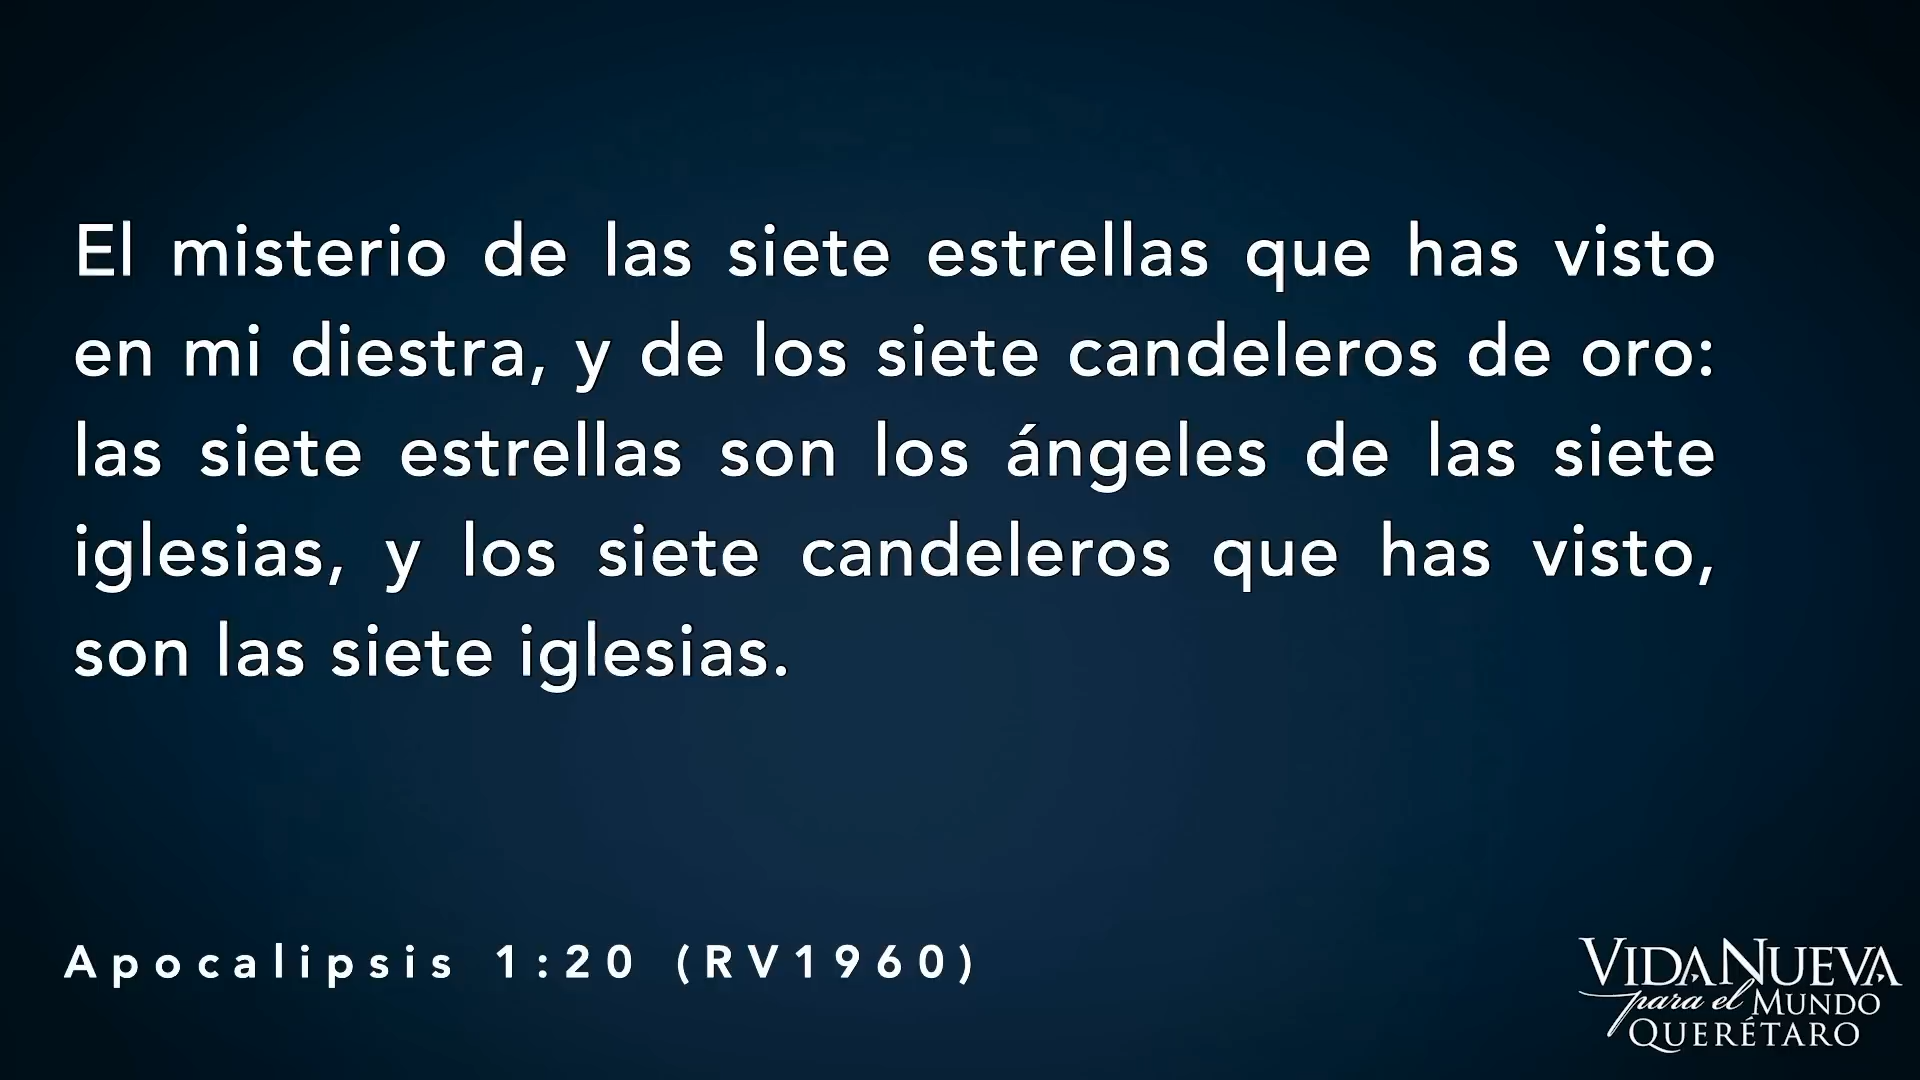 El misterio de las siete estrellas que has visto
en mi diestra, y de los siete candeleros de oro:
las siete estrellas son los ángeles de las siete
iglesias, y los siete candeleros que has visto,
son las siete iglesias.
Apocalipsis 1:20 (RV1960)
VIDA NUEVA
para el MUNDO
QUERÉTARO